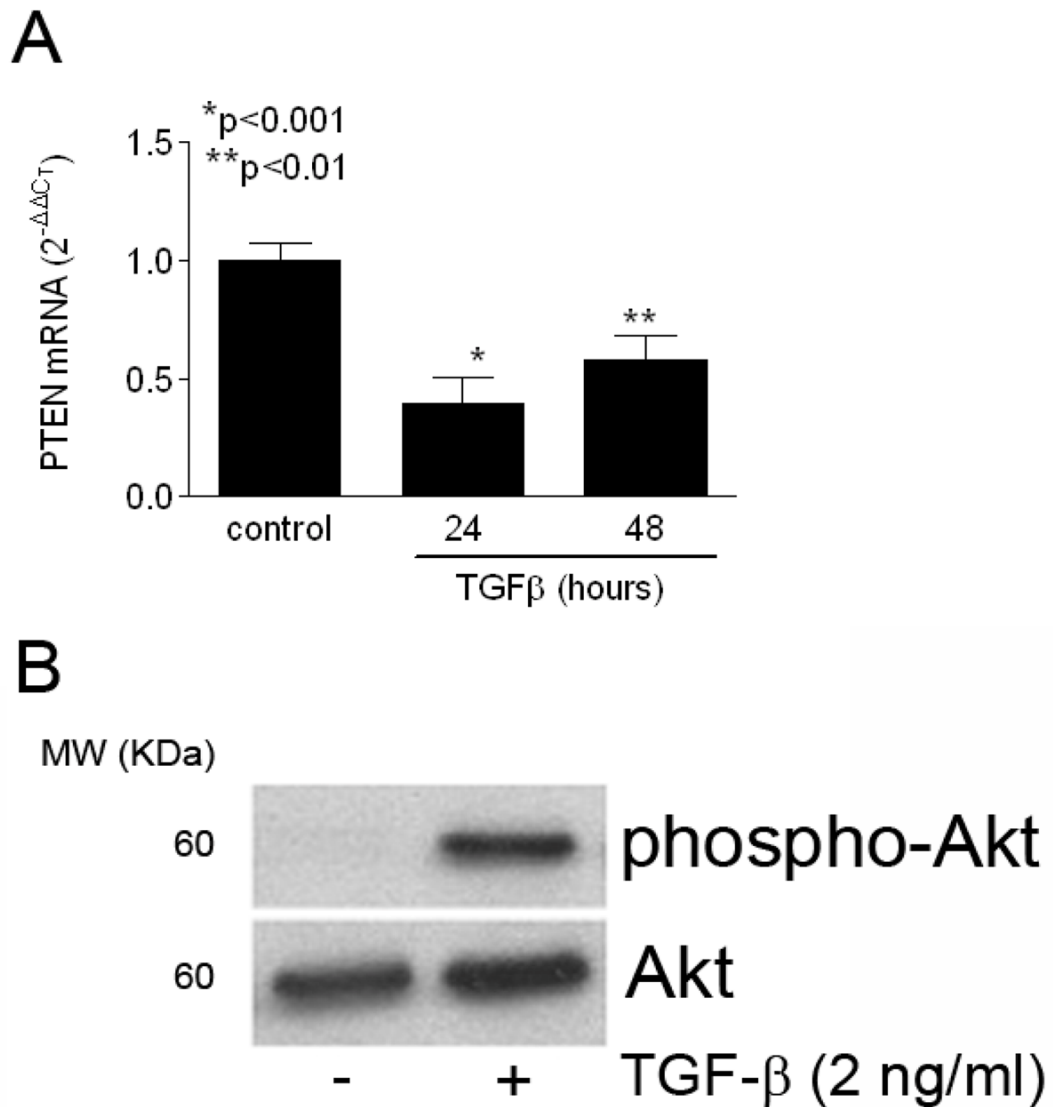 A
*p<0.001
**p<0.01
PTEN mRNA (2^-ΔΔCT)
1.5
1.0
0.5
0.0
*
**
control 24 48
TGFβ (hours)
B
MW (KDa)
60 phospho-Akt
60 Akt
- + TGF-β (2 ng/ml)